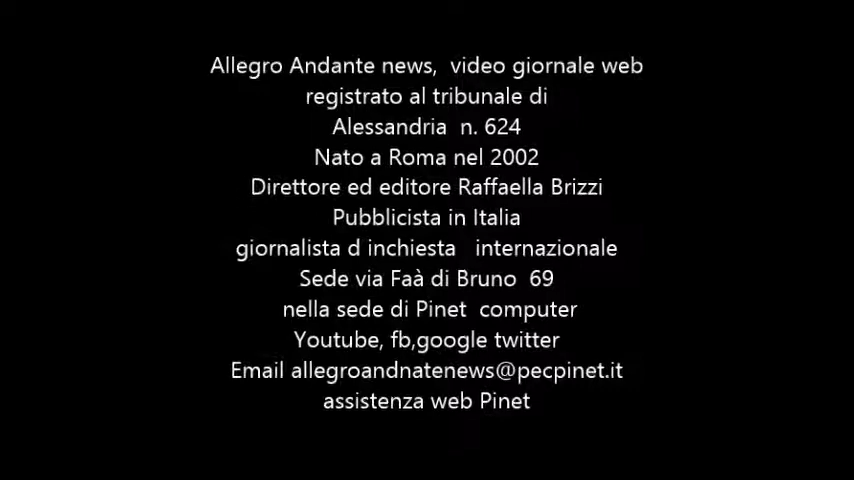 Allegro Andante news,  video giornale web
registrato al tribunale di
Alessandria  n. 624
Nato a Roma nel 2002
Direttore ed editore Raffaella Brizzi
Pubblicista in Italia
giornalista d inchiesta   internazionale
Sede via Faà di Bruno  69
nella sede di Pinet  computer
Youtube, fb,google twitter
Email allegroandnatenews@pecpinet.it
assistenza web Pinet